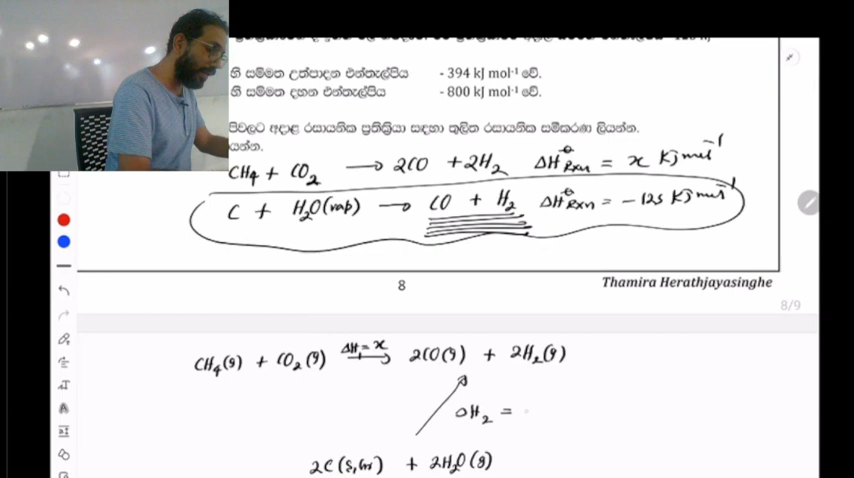 හි සම්මත උත්පාදන එන්තැල්පිය - 394 kJ mol⁻¹ වේ.
හි සම්මත දහන එන්තැල්පිය - 800 kJ mol⁻¹ වේ.
පිවලට අදාළ රසායනික ප්‍රතික්‍රියා සඳහා තුලිත රසායනික සමීකරණ ලියන්න.
යන්න.
CH₄ + CO₂ → 2CO + 2H₂ ΔH°Rxn = x kJ mol⁻¹
C + H₂O(vap) → CO + H₂ ΔH°Rxn = - 125 kJ mol⁻¹
8
Thamira Herathjayasinghe
8/9
CH₄(g) + CO₂(g) ΔH₁ = x → 2CO(g) + 2H₂(g)
ΔH₂ =
2C(s, Gr) + 2H₂O(g)